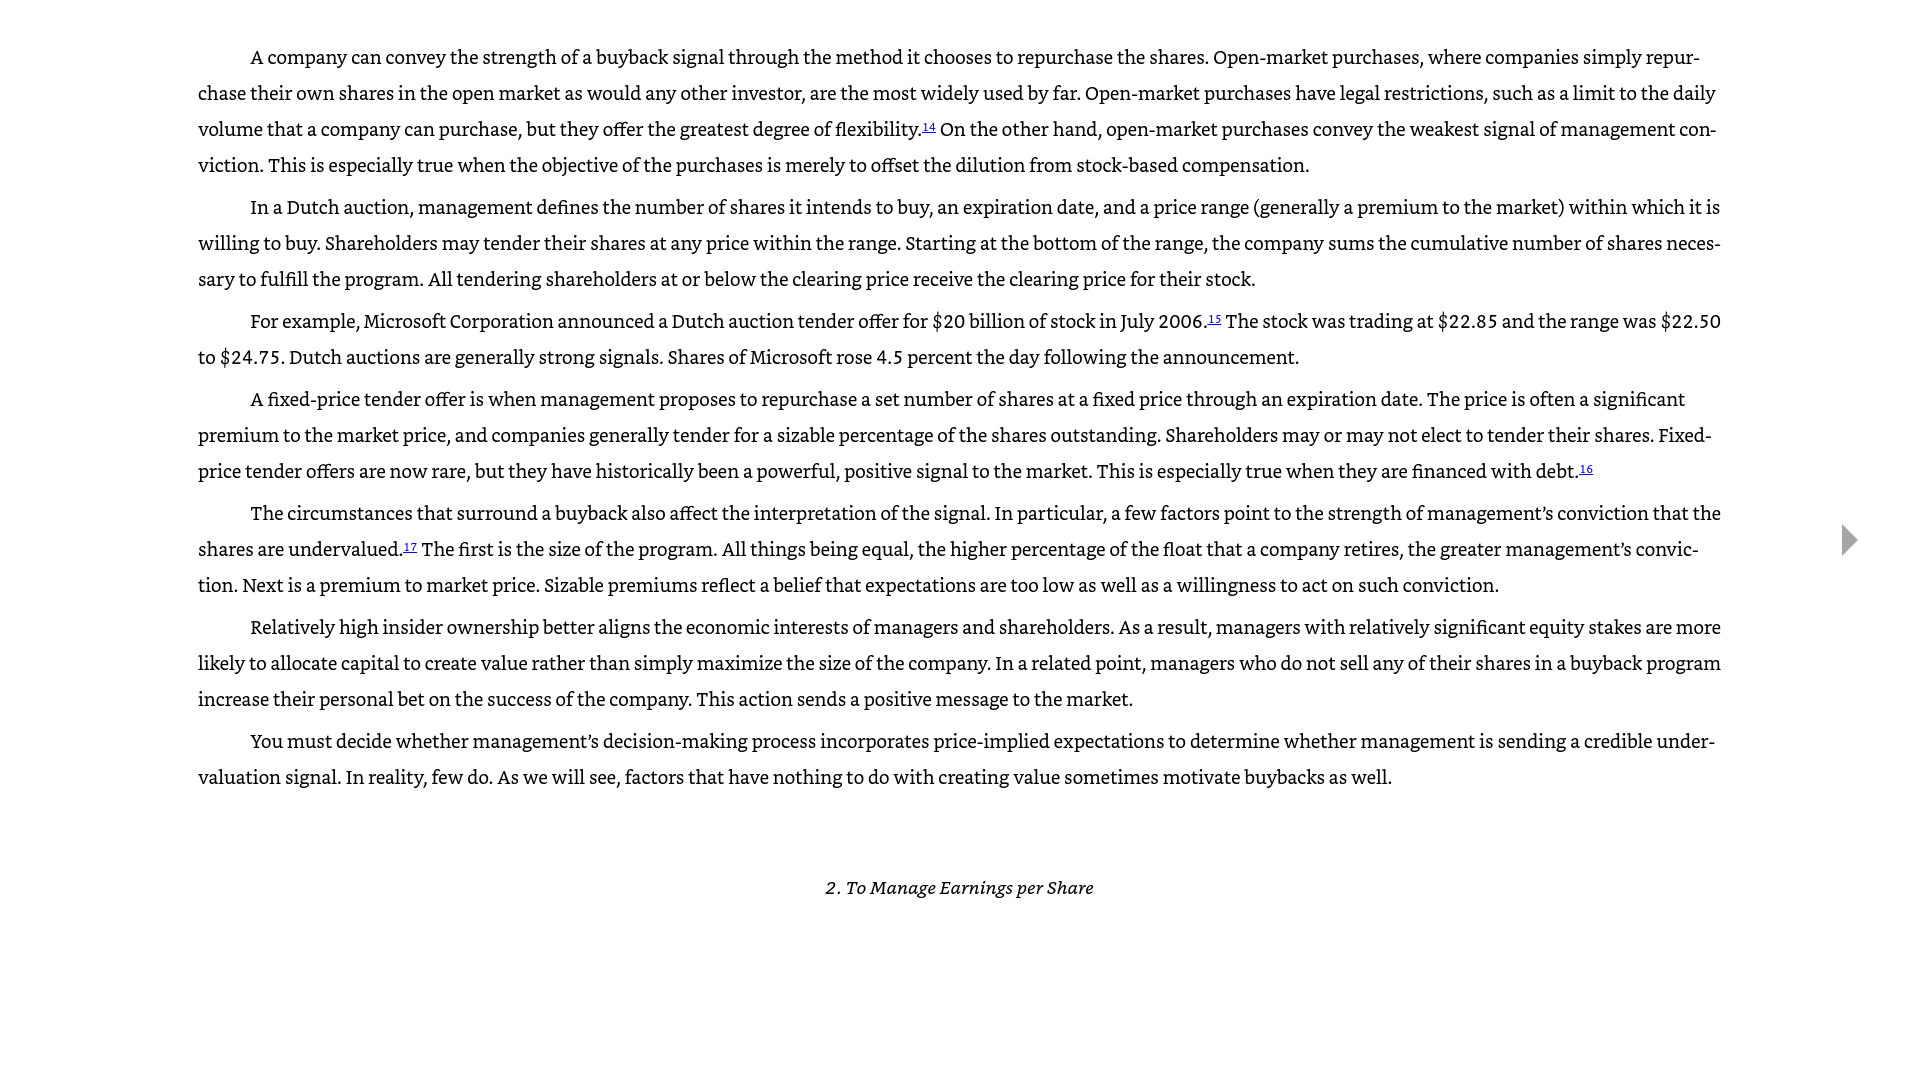 A company can convey the strength of a buyback signal through the method it chooses to repurchase the shares. Open-market purchases, where companies simply repur-
chase their own shares in the open market as would any other investor, are the most widely used by far. Open-market purchases have legal restrictions, such as a limit to the daily
volume that a company can purchase, but they offer the greatest degree of flexibility.14 On the other hand, open-market purchases convey the weakest signal of management con-
viction. This is especially true when the objective of the purchases is merely to offset the dilution from stock-based compensation.
In a Dutch auction, management defines the number of shares it intends to buy, an expiration date, and a price range (generally a premium to the market) within which it is
willing to buy. Shareholders may tender their shares at any price within the range. Starting at the bottom of the range, the company sums the cumulative number of shares neces-
sary to fulfill the program. All tendering shareholders at or below the clearing price receive the clearing price for their stock.
For example, Microsoft Corporation announced a Dutch auction tender offer for $20 billion of stock in July 2006.15 The stock was trading at $22.85 and the range was $22.50
to $24.75. Dutch auctions are generally strong signals. Shares of Microsoft rose 4.5 percent the day following the announcement.
A fixed-price tender offer is when management proposes to repurchase a set number of shares at a fixed price through an expiration date. The price is often a significant
premium to the market price, and companies generally tender for a sizable percentage of the shares outstanding. Shareholders may or may not elect to tender their shares. Fixed-
price tender offers are now rare, but they have historically been a powerful, positive signal to the market. This is especially true when they are financed with debt.16
The circumstances that surround a buyback also affect the interpretation of the signal. In particular, a few factors point to the strength of management’s conviction that the
shares are undervalued.17 The first is the size of the program. All things being equal, the higher percentage of the float that a company retires, the greater management’s convic-
tion. Next is a premium to market price. Sizable premiums reflect a belief that expectations are too low as well as a willingness to act on such conviction.
Relatively high insider ownership better aligns the economic interests of managers and shareholders. As a result, managers with relatively significant equity stakes are more
likely to allocate capital to create value rather than simply maximize the size of the company. In a related point, managers who do not sell any of their shares in a buyback program
increase their personal bet on the success of the company. This action sends a positive message to the market.
You must decide whether management’s decision-making process incorporates price-implied expectations to determine whether management is sending a credible under-
valuation signal. In reality, few do. As we will see, factors that have nothing to do with creating value sometimes motivate buybacks as well.
2. To Manage Earnings per Share